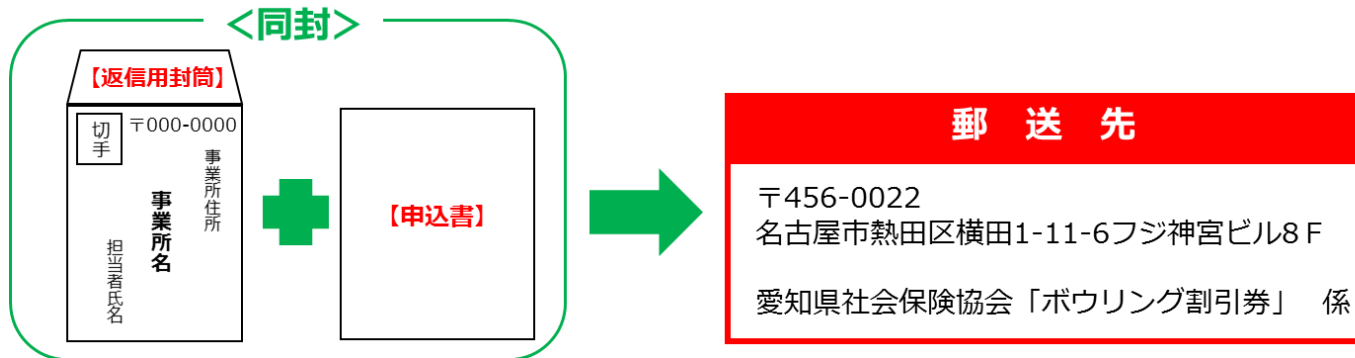 <同封>
【返信用封筒】
切手
〒000-0000
事業所住所
事業所名
担当者氏名
【申込書】
郵 送 先
〒456-0022
名古屋市熱田区横田1-11-6フジ神宮ビル8F
愛知県社会保険協会「ボウリング割引券」 係